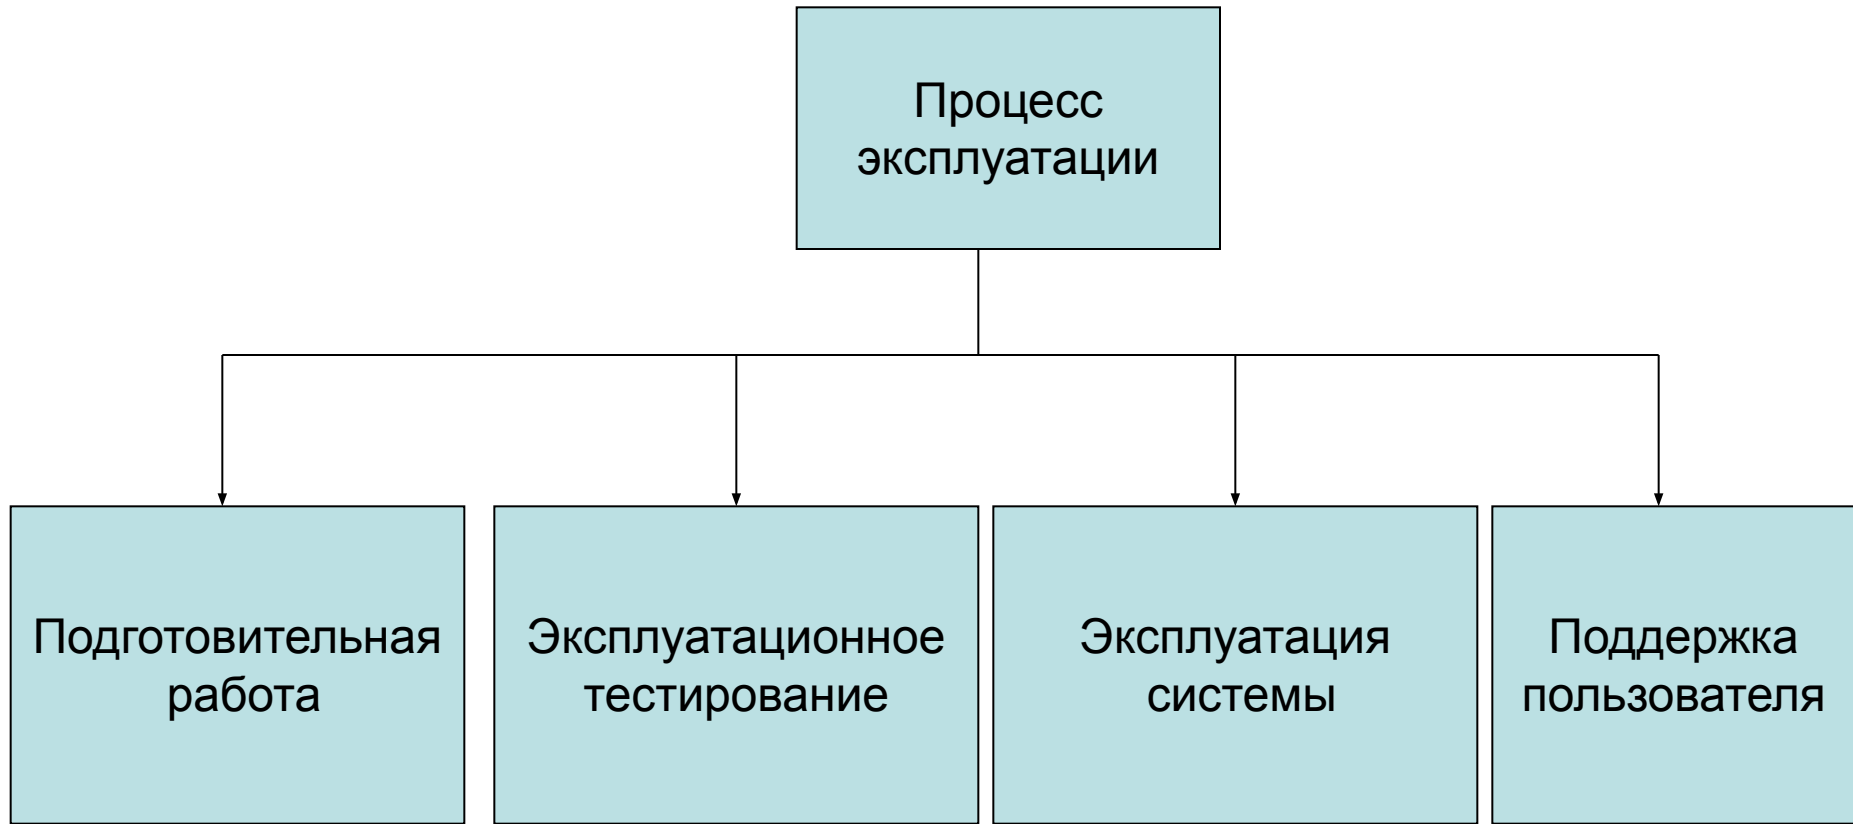 Процесс
эксплуатации
Подготовительная
работа
Эксплуатационное
тестирование
Эксплуатация
системы
Поддержка
пользователя